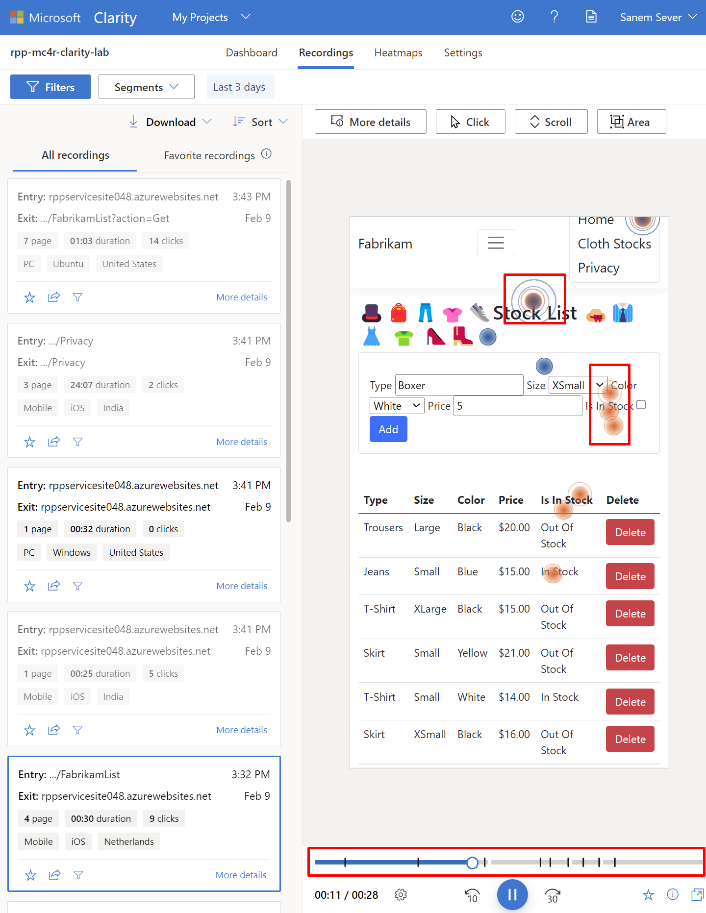 Microsoft Clarity My Projects ? Sanem Sever
rpp-mc4r-clarity-lab Dashboard Recordings Heatmaps Settings
Filters Segments Last 3 days
Download Sort
All recordings Favorite recordings
Entry: rppservicesite048.azurewebsites.net 3:43 PM
Exit: .../FabrikamList?action=Get Feb 9
7 page 01:03 duration 14 clicks
PC Ubuntu United States
More details
Entry: .../Privacy 3:41 PM
Exit: .../Privacy Feb 9
3 page 24:07 duration 2 clicks
Mobile iOS India
More details
Entry: rppservicesite048.azurewebsites.net 3:41 PM
Exit: rppservicesite048.azurewebsites.net Feb 9
1 page 00:32 duration 0 clicks
PC Windows United States
More details
Entry: rppservicesite048.azurewebsites.net 3:41 PM
Exit: rppservicesite048.azurewebsites.net Feb 9
1 page 00:25 duration 5 clicks
Mobile iOS India
More details
Entry: .../FabrikamList 3:32 PM
Exit: rppservicesite048.azurewebsites.net Feb 9
4 page 00:30 duration 9 clicks
Mobile iOS Netherlands
More details
More details Click Scroll Area
Home
Fabrikam Cloth Stocks
Privacy
Stock List
Type Boxer Size XSmall Color
White Price 5 Is In Stock
Add
Type Size Color Price Is In Stock Delete
Trousers Large Black $20.00 Out Of Stock Delete
Jeans Small Blue $15.00 In Stock Delete
T-Shirt XLarge Black $15.00 Out Of Stock Delete
Skirt Small Yellow $21.00 Out Of Stock Delete
T-Shirt Small White $14.00 In Stock Delete
Skirt XSmall Black $16.00 Out Of Stock Delete
00:11 / 00:28 10 30